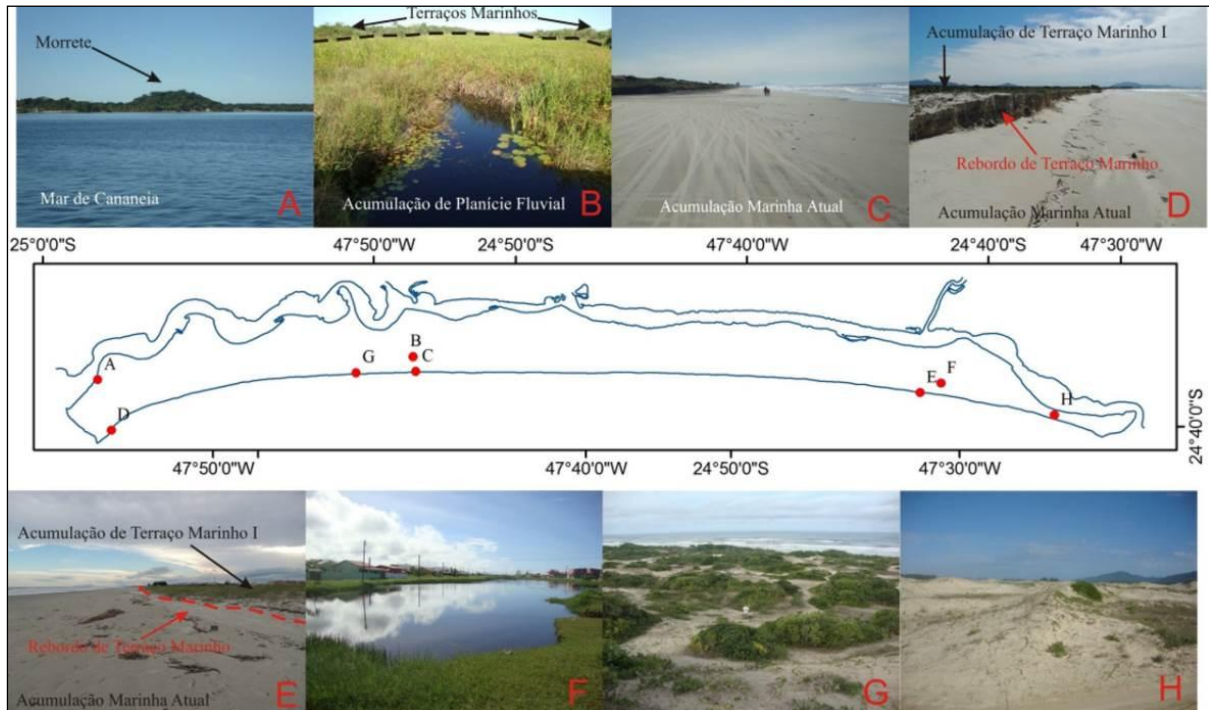 Morrete
Mar de Cananeia
A
Terraços Marinhos
Acumulação de Planície Fluvial
B
Acumulação Marinha Atual
C
Acumulação de Terraço Marinho I
Rebordo de Terraço Marinho
Acumulação Marinha Atual
D
25°0'0"S
47°50'0"W
24°50'0"S
47°40'0"W
24°40'0"S
47°30'0"W
A
D
G
B
C
E
F
H
24°40'0"S
47°50'0"W
47°40'0"W
24°50'0"S
47°30'0"W
Acumulação de Terraço Marinho I
Rebordo de Terraço Marinho
Acumulação Marinha Atual
E
F
G
H